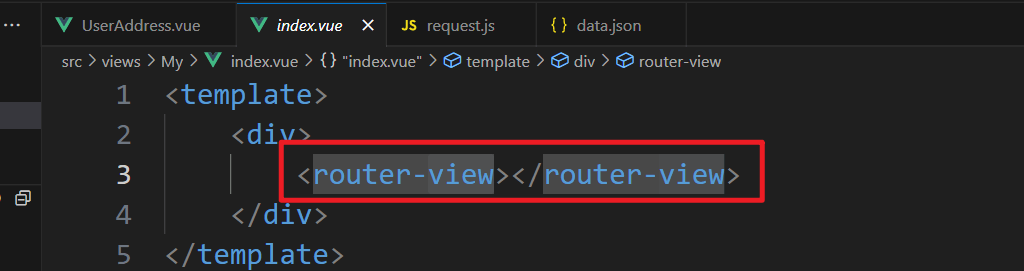 ... UserAddress.vue index.vue × JS request.js {} data.json
src > views > My > index.vue > {} "index.vue" > template > div > router-view
1 <template>
2 <div>
3 <router-view></router-view>
4 </div>
5 </template>